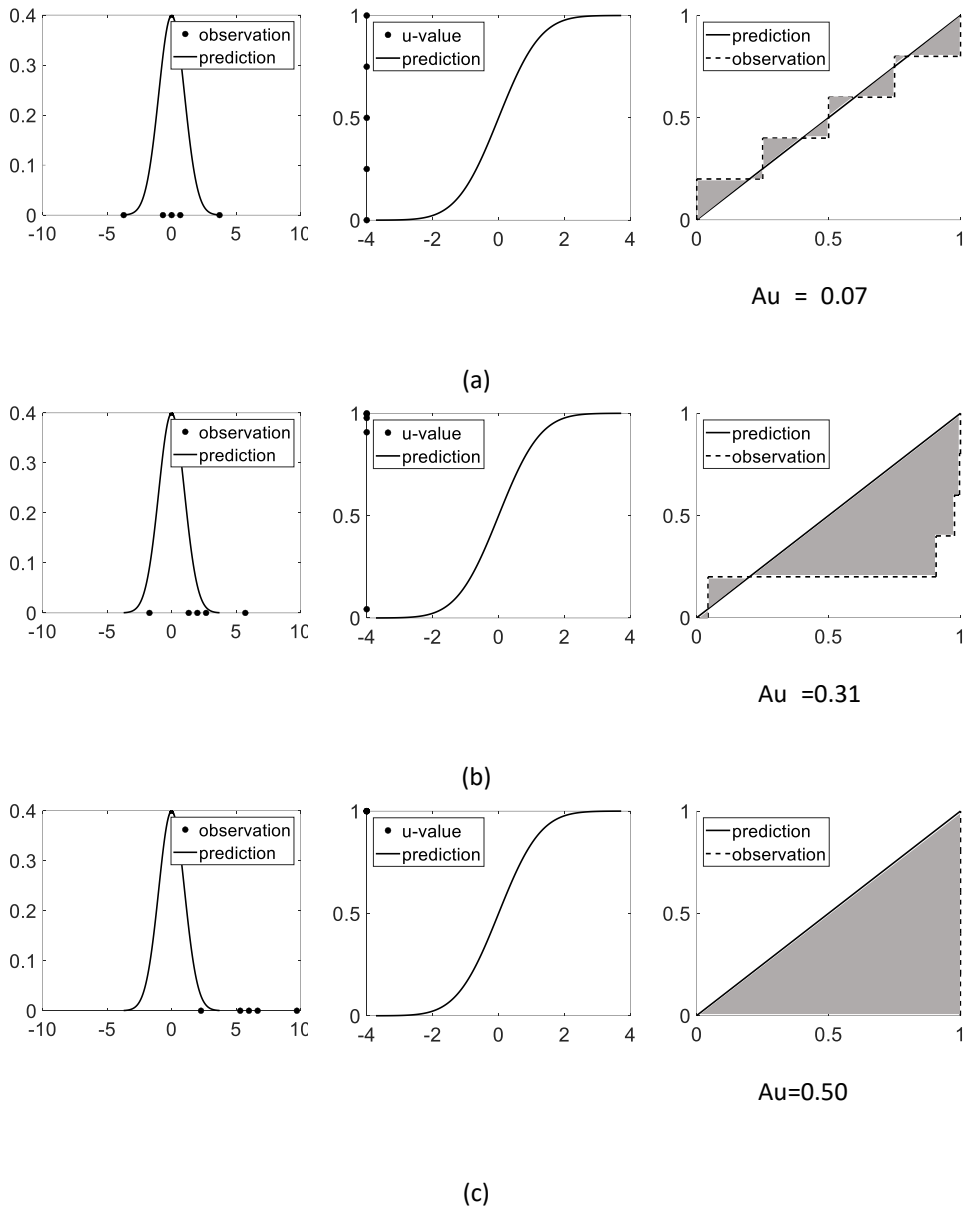 0.4
0.3
0.2
0.1
0
-10 -5 0 5 10
observation
prediction
1
0.5
0
-4 -2 0 2 4
u-value
prediction
1
0.5
0
0 0.5 1
prediction
observation
Au = 0.07
(a)
0.4
0.3
0.2
0.1
0
-10 -5 0 5 10
observation
prediction
1
0.5
0
-4 -2 0 2 4
u-value
prediction
1
0.5
0
0 0.5 1
prediction
observation
Au =0.31
(b)
0.4
0.3
0.2
0.1
0
-10 -5 0 5 10
observation
prediction
1
0.5
0
-4 -2 0 2 4
u-value
prediction
1
0.5
0
0 0.5 1
prediction
observation
Au=0.50
(c)